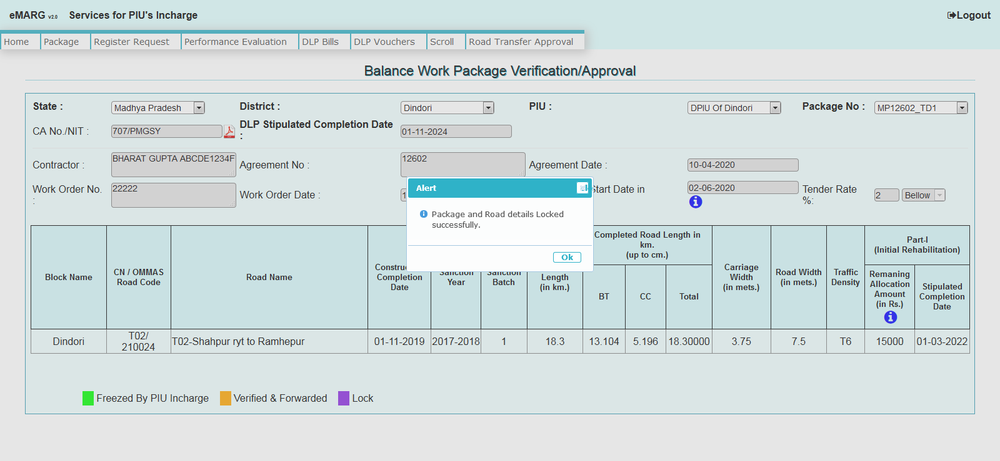 eMARG v2.0 Services for PIU's Incharge
Logout
Home Package Register Request Performance Evaluation DLP Bills DLP Vouchers Scroll Road Transfer Approval
Balance Work Package Verification/Approval
State : Madhya Pradesh District : Dindori PIU : DPIU Of Dindori Package No : MP12602_TD1
CA No./NIT : 707/PMGSY DLP Stipulated Completion Date : 01-11-2024
Contractor : BHARAT GUPTA ABCDE1234F Agreement No : 12602 Agreement Date : 10-04-2020
Work Order No. : 22222 Work Order Date : 1 Start Date in 02-06-2020 Tender Rate %: 2 Bellow
Alert
Package and Road details Locked
successfully.
Ok
Block Name
CN / OMMAS
Road Code
Road Name
Constru
Completion
Date
Sanction
Year
Sanction
Batch
Length
(in km.)
Completed Road Length in
km.
(up to cm.)
BT CC Total
Carriage
Width
(in mets.)
Road Width
(in mets.)
Traffic
Density
Part-I
(Initial Rehabilitation)
Remaning
Allocation
Amount
(in Rs.)
Stipulated
Completion
Date
Dindori T02/ 210024 T02-Shahpur ryt to Ramhepur 01-11-2019 2017-2018 1 18.3 13.104 5.196 18.30000 3.75 7.5 T6 15000 01-03-2022
Freezed By PIU Incharge Verified & Forwarded Lock